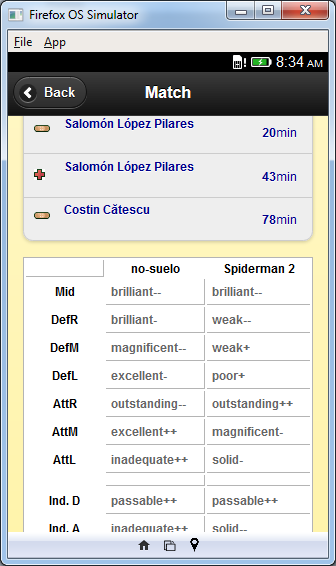 Firefox OS Simulator
File App
8:34 AM
Back Match
Salomón López Pilares
20min
Salomón López Pilares
43min
Costin Cătescu
78min
no-suelo Spiderman 2
Mid brilliant-- brilliant--
DefR brilliant- weak--
DefM magnificent-- weak+
DefL excellent- poor+
AttR outstanding-- outstanding++
AttM excellent++ magnificent-
AttL inadequate++ solid-
Ind. D passable++ passable++
Ind. A inadequate++ solid--